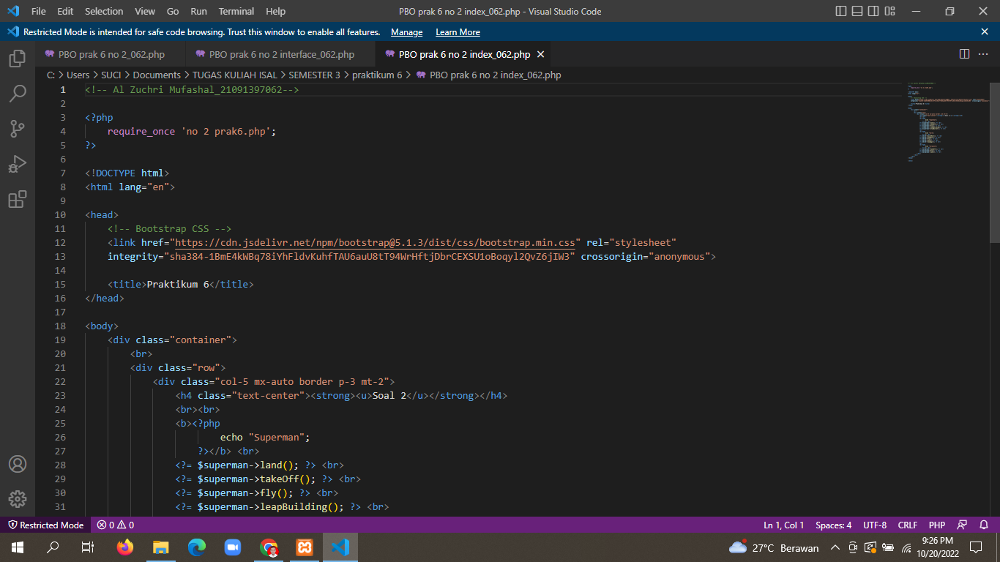 File Edit Selection View Go Run Terminal Help PBO prak 6 no 2 index_062.php - Visual Studio Code
Restricted Mode is intended for safe code browsing. Trust this window to enable all features. Manage Learn More
PBO prak 6 no 2_062.php PBO prak 6 no 2 interface_062.php PBO prak 6 no 2 index_062.php
C: > Users > SUCI > Documents > TUGAS KULIAH ISAL > SEMESTER 3 > praktikum 6 > PBO prak 6 no 2 index_062.php
1 <!-- Al Zuchri Mufashal_21091397062-->
2
3 <?php
4 require_once 'no 2 prak6.php';
5 ?>
6
7 <!DOCTYPE html>
8 <html lang="en">
9
10 <head>
11 <!-- Bootstrap CSS -->
12 <link href="https://cdn.jsdelivr.net/npm/bootstrap@5.1.3/dist/css/bootstrap.min.css" rel="stylesheet"
13 integrity="sha384-1BmE4kWBq78iYhFldvKuhfTAU6auU8tT94WrHftjDbrCEXSU1oBoqyl2QvZ6jIW3" crossorigin="anonymous">
14
15 <title>Praktikum 6</title>
16 </head>
17
18 <body>
19 <div class="container">
20 <br>
21 <div class="row">
22 <div class="col-5 mx-auto border p-3 mt-2">
23 <h4 class="text-center"><strong><u>Soal 2</u></strong></h4>
24 <br><br>
25 <b><?php
26 echo "Superman";
27 ?></b> <br>
28 <?= $superman->land(); ?> <br>
29 <?= $superman->takeOff(); ?> <br>
30 <?= $superman->fly(); ?> <br>
31 <?= $superman->leapBuilding(); ?> <br>
Restricted Mode 0 0 Ln 1, Col 1 Spaces: 4 UTF-8 CRLF PHP
27°C Berawan 9:26 PM
10/20/2022